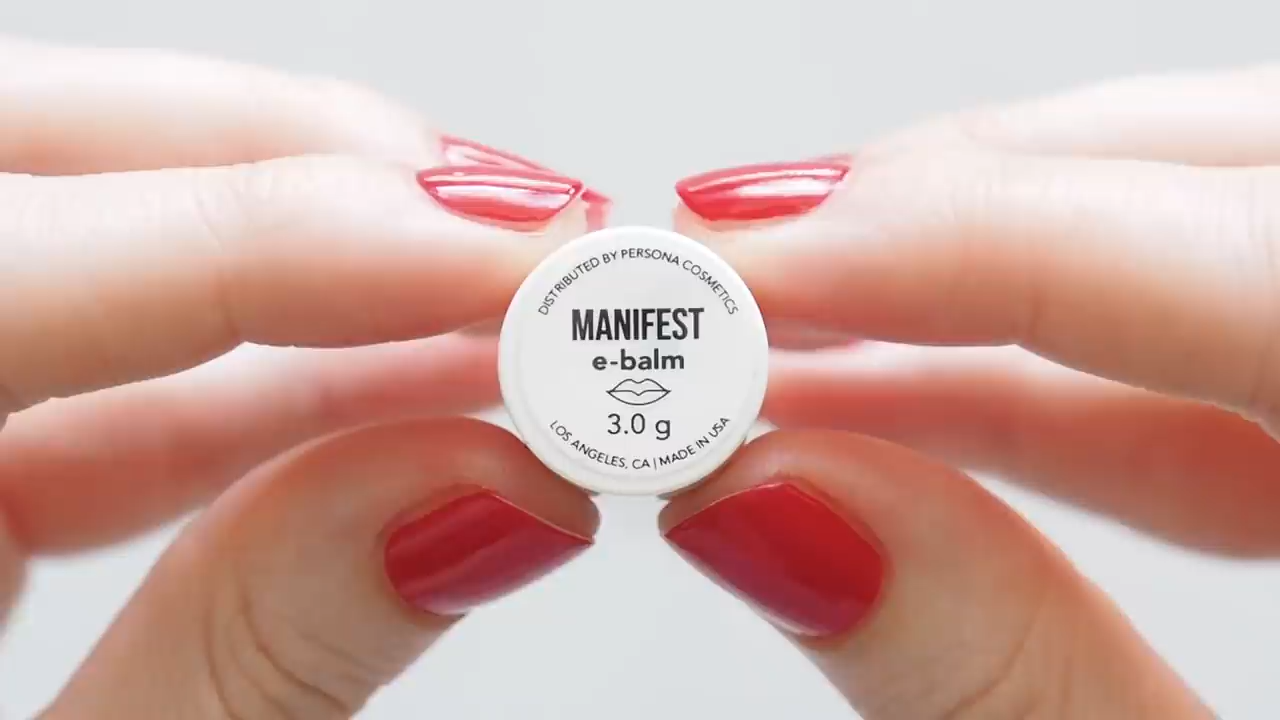 DISTRIBUTED BY PERSONA COSMETICS
MANIFEST
e-balm
3.0 g
LOS ANGELES, CA | MADE IN USA